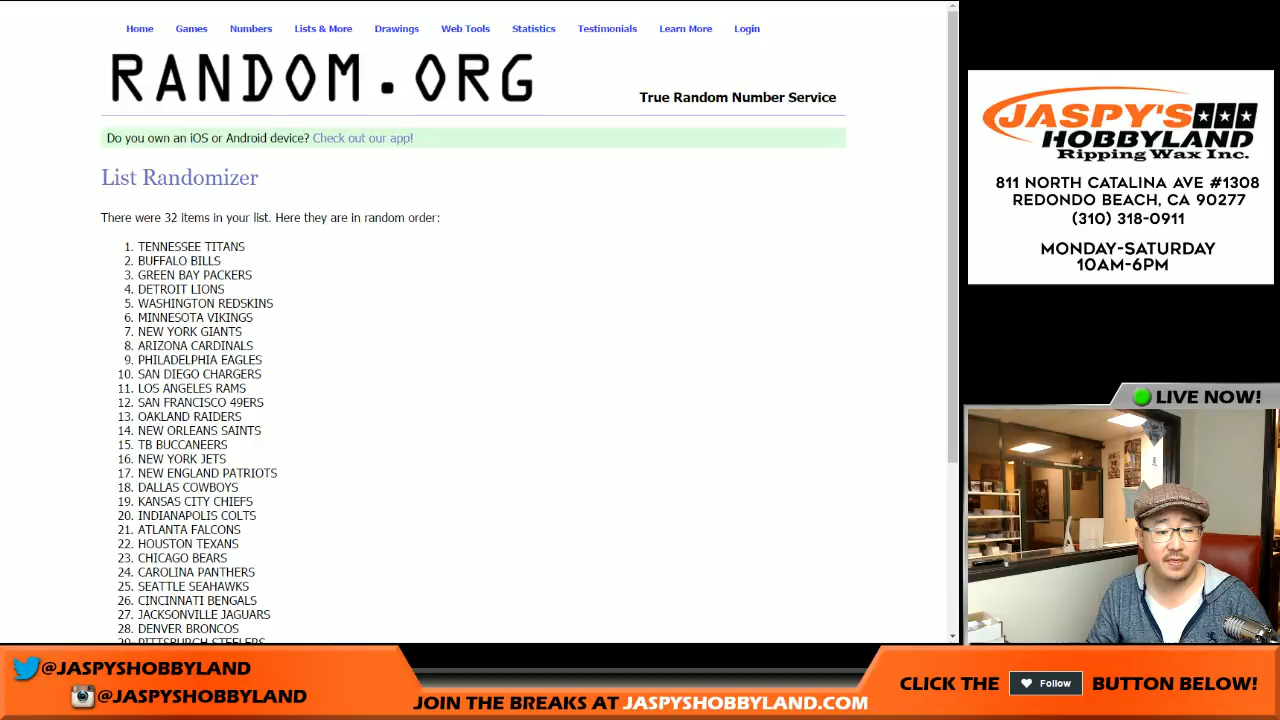 Home Games Numbers Lists & More Drawings Web Tools Statistics Testimonials Learn More Login
RANDOM.ORG
True Random Number Service
Do you own an iOS or Android device? Check out our app!
List Randomizer
There were 32 items in your list. Here they are in random order:
1. TENNESSEE TITANS
2. BUFFALO BILLS
3. GREEN BAY PACKERS
4. DETROIT LIONS
5. WASHINGTON REDSKINS
6. MINNESOTA VIKINGS
7. NEW YORK GIANTS
8. ARIZONA CARDINALS
9. PHILADELPHIA EAGLES
10. SAN DIEGO CHARGERS
11. LOS ANGELES RAMS
12. SAN FRANCISCO 49ERS
13. OAKLAND RAIDERS
14. NEW ORLEANS SAINTS
15. TB BUCCANEERS
16. NEW YORK JETS
17. NEW ENGLAND PATRIOTS
18. DALLAS COWBOYS
19. KANSAS CITY CHIEFS
20. INDIANAPOLIS COLTS
21. ATLANTA FALCONS
22. HOUSTON TEXANS
23. CHICAGO BEARS
24. CAROLINA PANTHERS
25. SEATTLE SEAHAWKS
26. CINCINNATI BENGALS
27. JACKSONVILLE JAGUARS
28. DENVER BRONCOS
29. PITTSBURGH STEELERS
JASPY'S
HOBBYLAND
Ripping Wax Inc.
811 NORTH CATALINA AVE #1308
REDONDO BEACH, CA 90277
(310) 318-0911
MONDAY-SATURDAY
10AM-6PM
LIVE NOW!
@JASPYSHOBBYLAND
@JASPYSHOBBYLAND
JOIN THE BREAKS AT JASPYSHOBBYLAND.COM
CLICK THE Follow BUTTON BELOW!